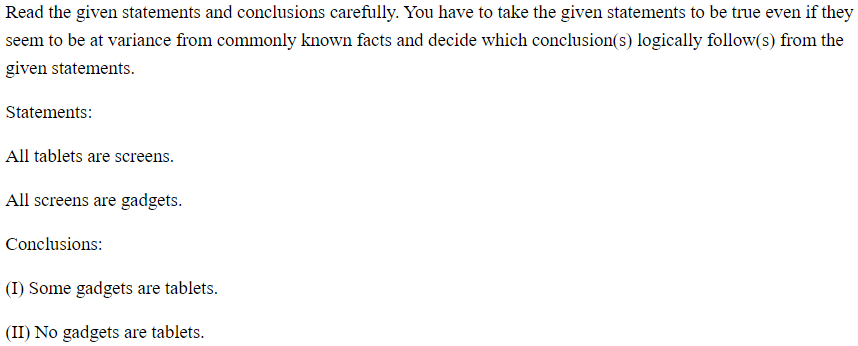 Read the given statements and conclusions carefully. You have to take the given statements to be true even if they
seem to be at variance from commonly known facts and decide which conclusion(s) logically follow(s) from the
given statements.
Statements:
All tablets are screens.
All screens are gadgets.
Conclusions:
(I) Some gadgets are tablets.
(II) No gadgets are tablets.